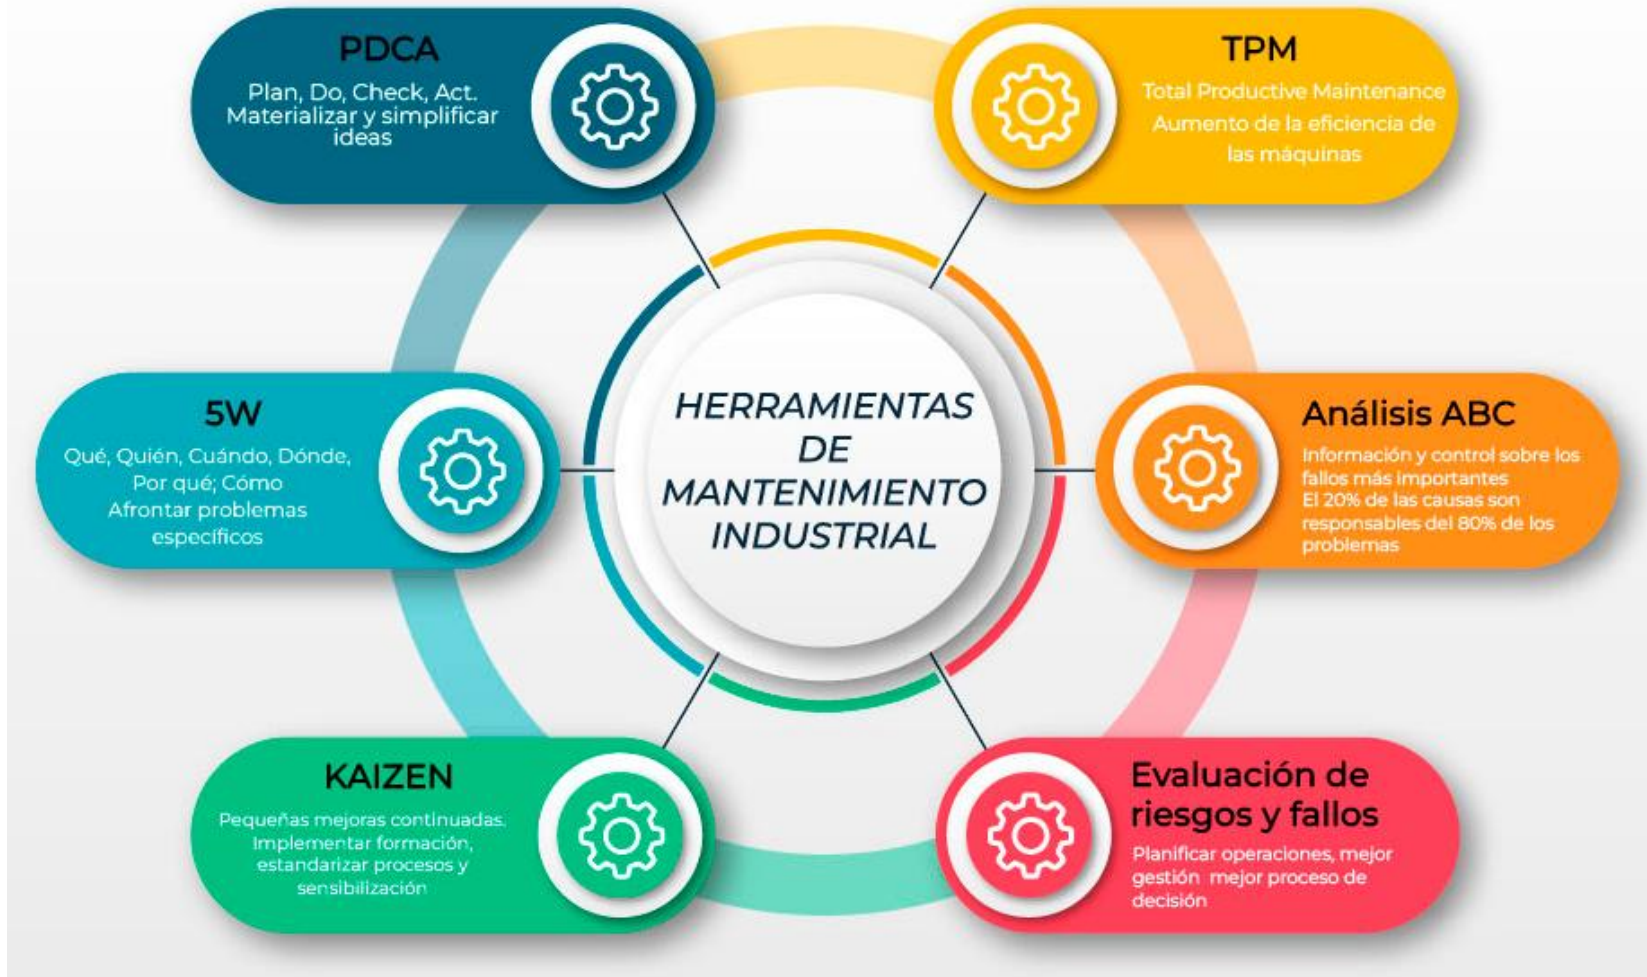 PDCA
Plan, Do, Check, Act.
Materializar y simplificar
ideas
TPM
Total Productive Maintenance
Aumento de la eficiencia de
las máquinas
5W
Qué, Quién, Cuándo, Dónde,
Por qué; Cómo
Afrontar problemas
específicos
HERRAMIENTAS
DE
MANTENIMIENTO
INDUSTRIAL
Análisis ABC
Información y control sobre los
fallos más importantes
El 20% de las causas son
responsables del 80% de los
problemas
KAIZEN
Pequeñas mejoras continuadas.
Implementar formación,
estandarizar procesos y
sensibilización
Evaluación de
riesgos y fallos
Planificar operaciones, mejor
gestión mejor proceso de
decisión